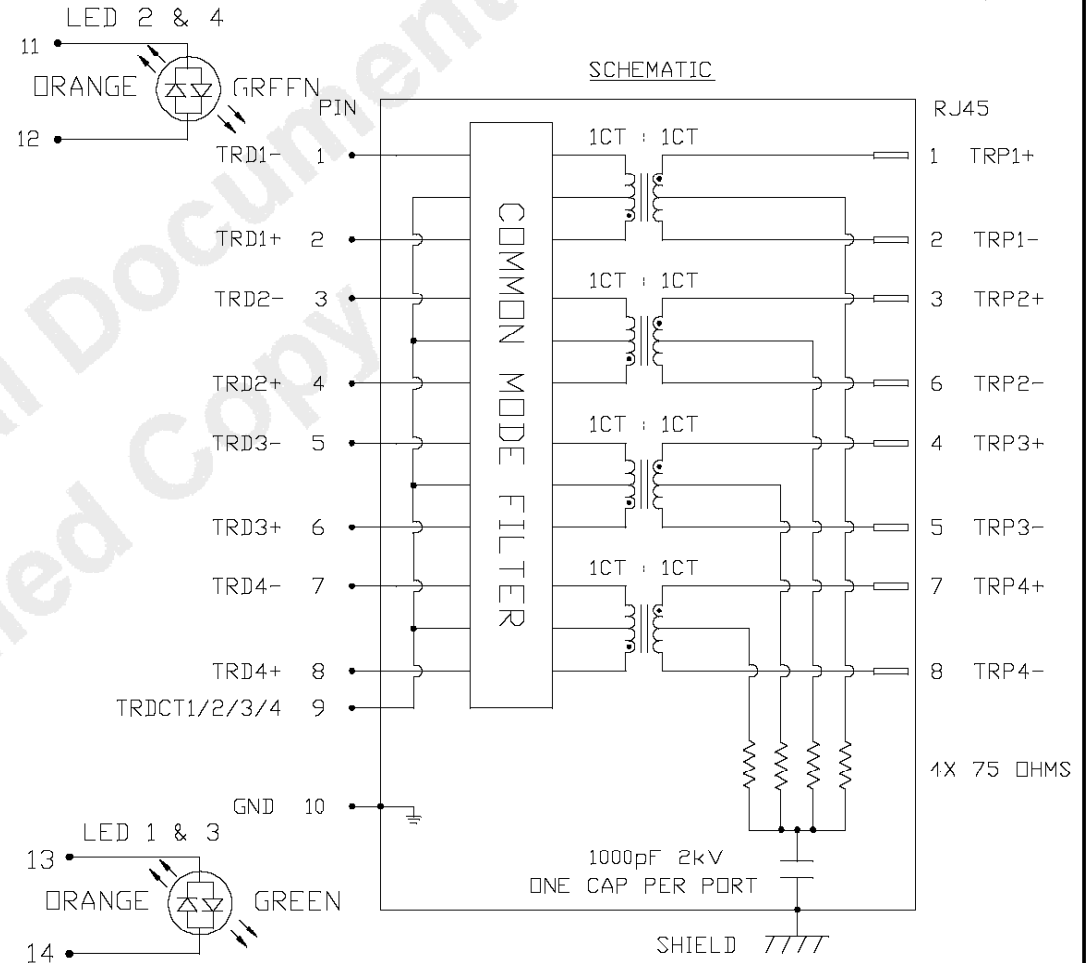 LED 2 & 4
11
ORANGE GREEN
12
SCHEMATIC
PIN RJ45
TRD1- 1
1CT : 1CT
1 TRP1+
TRD1+ 2
2 TRP1-
TRD2- 3
1CT : 1CT
3 TRP2+
TRD2+ 4
6 TRP2-
TRD3- 5
1CT : 1CT
4 TRP3+
TRD3+ 6
5 TRP3-
TRD4- 7
1CT : 1CT
7 TRP4+
TRD4+ 8
8 TRP4-
TRDCT1/2/3/4 9
COMMON MODE FILTER
4X 75 OHMS
GND 10
LED 1 & 3
13
ORANGE GREEN
14
1000pF 2kV
ONE CAP PER PORT
SHIELD
Document
Copy